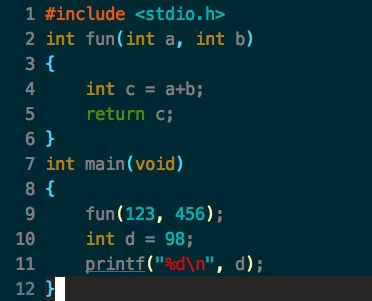 1 #include <stdio.h>
2 int fun(int a, int b)
3 {
4     int c = a+b;
5     return c;
6 }
7 int main(void)
8 {
9     fun(123, 456);
10     int d = 98;
11     printf("%d\n", d);
12 }